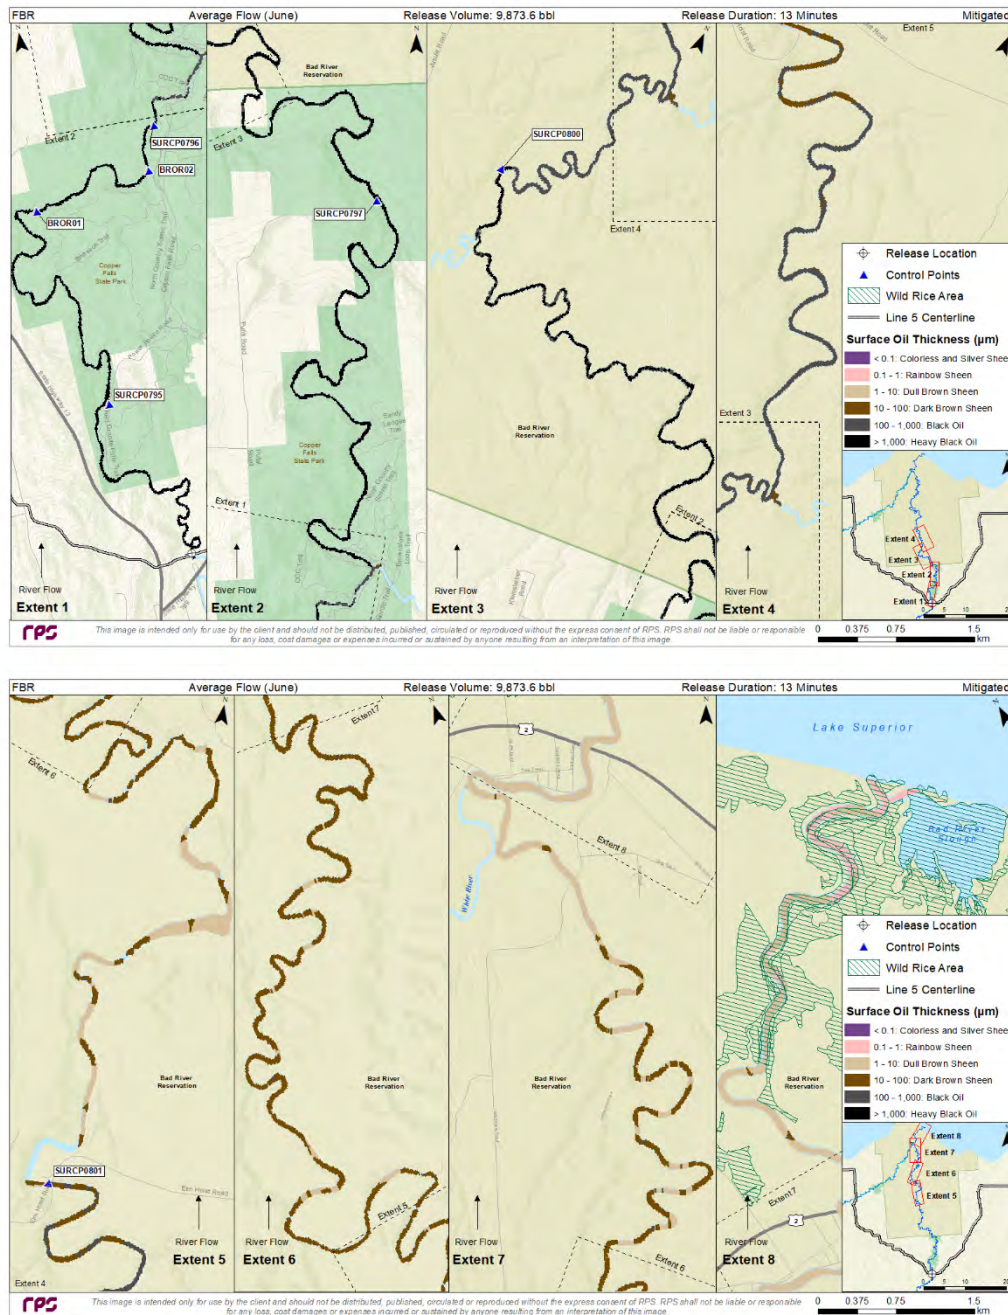 FBR Average Flow (June) Release Volume: 9,873.6 bbl Release Duration: 13 Minutes Mitigated
Extent 2
SURCP0796
BROR02
BROR01
Copper
Falls
State Park
SURCP0795
River Flow
Extent 1
Bad River
Reservation
Extent 3
SURCP0797
Copper
Falls
State Park
Extent 1
River Flow
Extent 2
SURCP0800
Extent 4
Bad River
Reservation
Extent 2
River Flow
Extent 3
Extent 5
Extent 3
River Flow
Extent 4
Release Location
Control Points
Wild Rice Area
Line 5 Centerline
Surface Oil Thickness (µm)
< 0.1: Colorless and Silver Shee
0.1 - 1: Rainbow Sheen
1 - 10: Dull Brown Sheen
10 - 100: Dark Brown Sheen
100 - 1,000: Black Oil
> 1,000: Heavy Black Oil
Extent 4
Extent 3
Extent 2
Extent 1
rps
This image is intended only for use by the client and should not be distributed, published, circulated or reproduced without the express consent of RPS. RPS shall not be liable or responsible
for any loss, cost damages or expenses incurred or sustained by anyone resulting from an interpretation of this image.
0 0.375 0.75 1.5
km
FBR Average Flow (June) Release Volume: 9,873.6 bbl Release Duration: 13 Minutes Mitigated
Extent 6
Bad River
Reservation
SURCP0801
Elm Hoist Road
River Flow
Extent 5
Extent 4
Extent 7
Bad River
Reservation
Extent 5
River Flow
Extent 6
2
Extent 8
White River
Bad River
Reservation
River Flow
Extent 7
Extent 6
Lake Superior
Bad River
Slough
Bad River
Reservation
Extent 7
River Flow
Extent 8
2
Release Location
Control Points
Wild Rice Area
Line 5 Centerline
Surface Oil Thickness (µm)
< 0.1: Colorless and Silver Shee
0.1 - 1: Rainbow Sheen
1 - 10: Dull Brown Sheen
10 - 100: Dark Brown Sheen
100 - 1,000: Black Oil
> 1,000: Heavy Black Oil
Extent 8
Extent 7
Extent 6
Extent 5
rps
This image is intended only for use by the client and should not be distributed, published, circulated or reproduced without the express consent of RPS. RPS shall not be liable or responsible
for any loss, cost damages or expenses incurred or sustained by anyone resulting from an interpretation of this image.
0 0.375 0.75 1.5
km